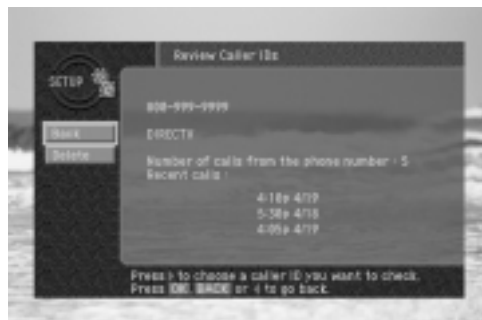 Review Caller IDs
SETUP
800-999-9999
Back
DIRECTV
Delete
Number of calls from the phone number : 5
Recent calls :
4:18p 4/19
5:30p 4/18
4:05p 4/19
Press > to choose a caller ID you want to check.
Press OK, BACK or < to go back.